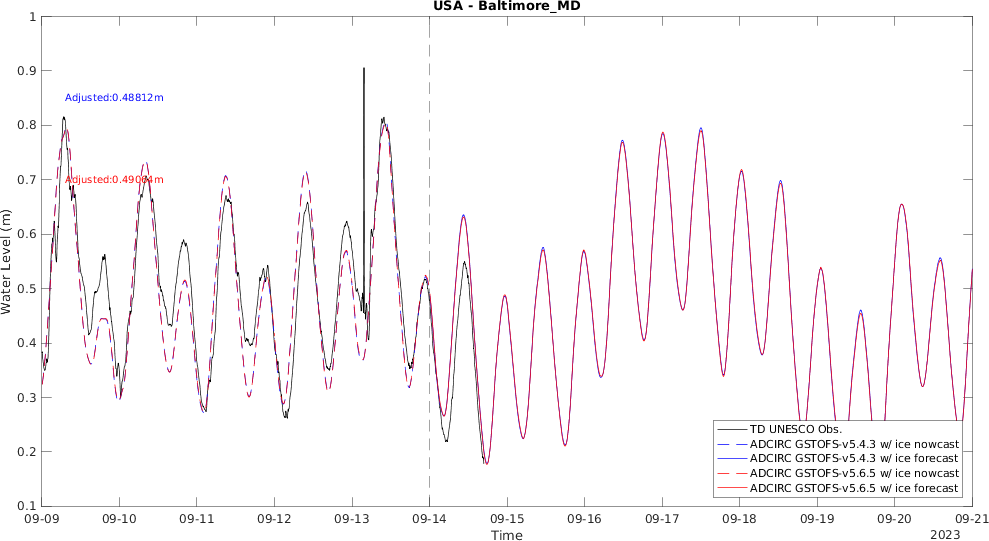 USA - Baltimore_MD
1
0.9
0.8
0.7
0.6
0.5
0.4
0.3
0.2
0.1
Water Level (m)
Adjusted:0.48812m
Adjusted:0.49064m
TD UNESCO Obs.
ADCIRC GSTOFS-v5.4.3 w/ ice nowcast
ADCIRC GSTOFS-v5.4.3 w/ ice forecast
ADCIRC GSTOFS-v5.6.5 w/ ice nowcast
ADCIRC GSTOFS-v5.6.5 w/ ice forecast
09-09 09-10 09-11 09-12 09-13 09-14 09-15 09-16 09-17 09-18 09-19 09-20 09-21
Time
2023